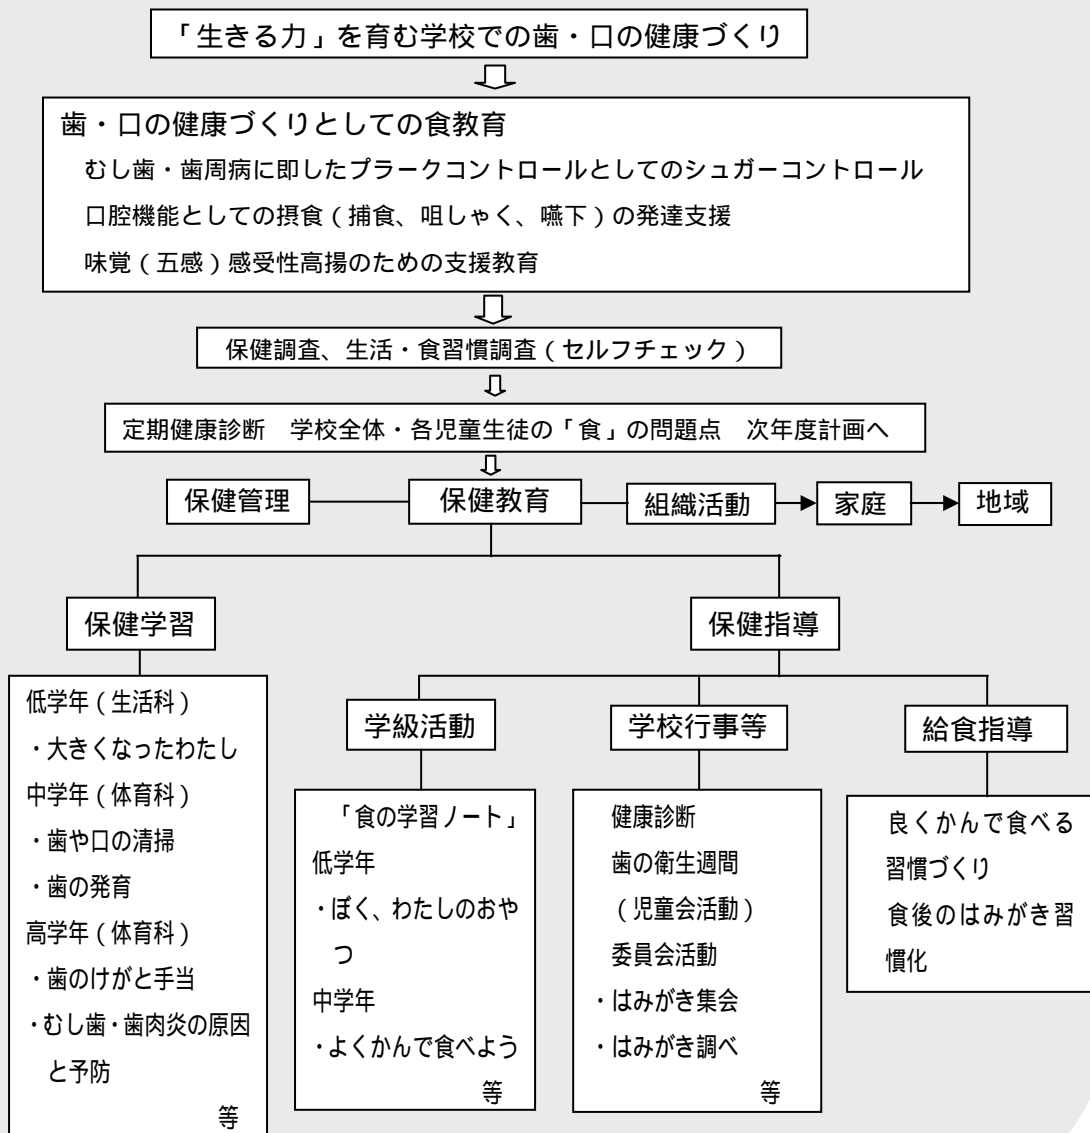 「生きる力」を育む学校での歯・口の健康づくり
歯・口の健康づくりとしての食教育
むし歯・歯周病に即したプラークコントロールとしてのシュガーコントロール
口腔機能としての摂食（捕食、咀しゃく、嚥下）の発達支援
味覚（五感）感受性高揚のための支援教育
保健調査、生活・食習慣調査（セルフチェック）
定期健康診断　学校全体・各児童生徒の「食」の問題点　次年度計画へ
保健管理
保健教育
組織活動
家庭
地域
保健学習
保健指導
低学年（生活科）
・大きくなったわたし
中学年（体育科）
・歯や口の清掃
・歯の発育
高学年（体育科）
・歯のけがと手当
・むし歯・歯肉炎の原因
と予防
等
学級活動
学校行事等
給食指導
「食の学習ノート」
低学年
・ぼく、わたしのおや
つ
中学年
・よくかんで食べよう
等
健康診断
歯の衛生週間
（児童会活動）
委員会活動
・はみがき集会
・はみがき調べ
等
良くかんで食べる
習慣づくり
食後のはみがき習
慣化